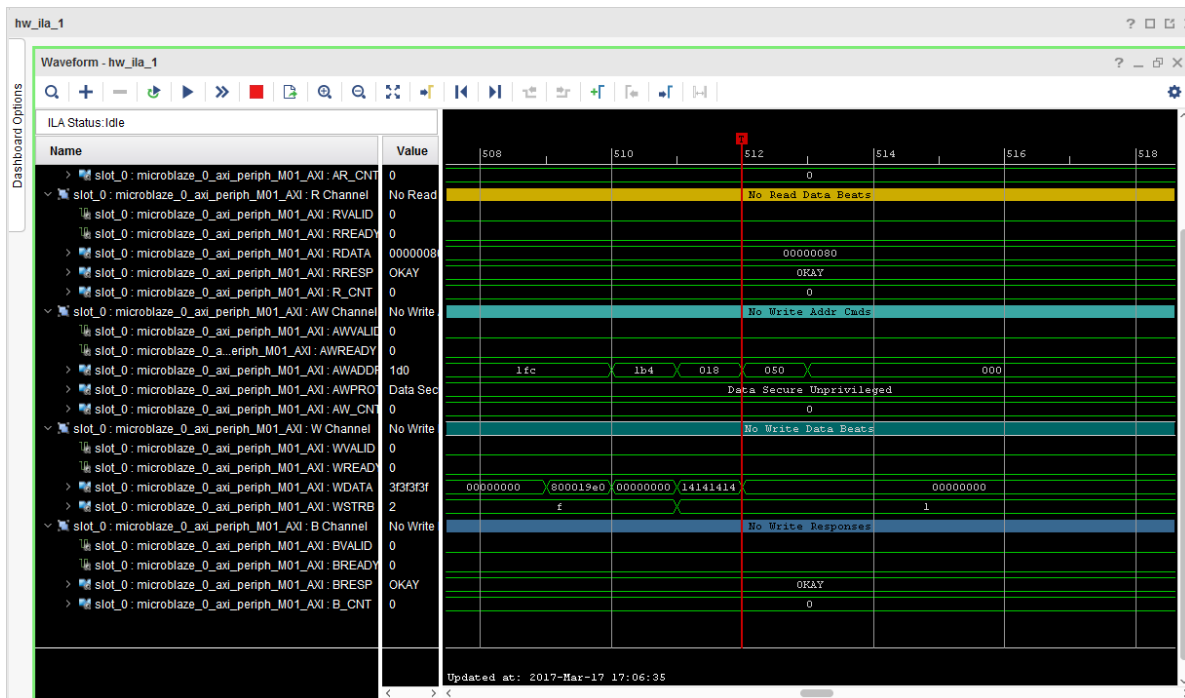 hw_ila_1
Dashboard Options
Waveform - hw_ila_1
ILA Status: Idle
Name Value
508 510 T 512 514 516 518
slot_0 : microblaze_0_axi_periph_M01_AXI : AR_CNT 0 0
slot_0 : microblaze_0_axi_periph_M01_AXI : R Channel No Read No Read Data Beats
slot_0 : microblaze_0_axi_periph_M01_AXI : RVALID 0
slot_0 : microblaze_0_axi_periph_M01_AXI : RREADY 0
slot_0 : microblaze_0_axi_periph_M01_AXI : RDATA 00000080 00000080
slot_0 : microblaze_0_axi_periph_M01_AXI : RRESP OKAY OKAY
slot_0 : microblaze_0_axi_periph_M01_AXI : R_CNT 0 0
slot_0 : microblaze_0_axi_periph_M01_AXI : AW Channel No Write No Write Addr Cmds
slot_0 : microblaze_0_axi_periph_M01_AXI : AWVALID 0
slot_0 : microblaze_0_a...eriph_M01_AXI : AWREADY 0
slot_0 : microblaze_0_axi_periph_M01_AXI : AWADDR 1d0 1fc 1b4 018 050 000
slot_0 : microblaze_0_axi_periph_M01_AXI : AWPROT Data Sec Data Secure Unprivileged
slot_0 : microblaze_0_axi_periph_M01_AXI : AW_CNT 0 0
slot_0 : microblaze_0_axi_periph_M01_AXI : W Channel No Write No Write Data Beats
slot_0 : microblaze_0_axi_periph_M01_AXI : WVALID 0
slot_0 : microblaze_0_axi_periph_M01_AXI : WREADY 0
slot_0 : microblaze_0_axi_periph_M01_AXI : WDATA 3f3f3f3f 00000000 800019e0 00000000 14141414 00000000
slot_0 : microblaze_0_axi_periph_M01_AXI : WSTRB 2 f 1
slot_0 : microblaze_0_axi_periph_M01_AXI : B Channel No Write No Write Responses
slot_0 : microblaze_0_axi_periph_M01_AXI : BVALID 0
slot_0 : microblaze_0_axi_periph_M01_AXI : BREADY 0
slot_0 : microblaze_0_axi_periph_M01_AXI : BRESP OKAY OKAY
slot_0 : microblaze_0_axi_periph_M01_AXI : B_CNT 0 0
Updated at: 2017-Mar-17 17:06:35